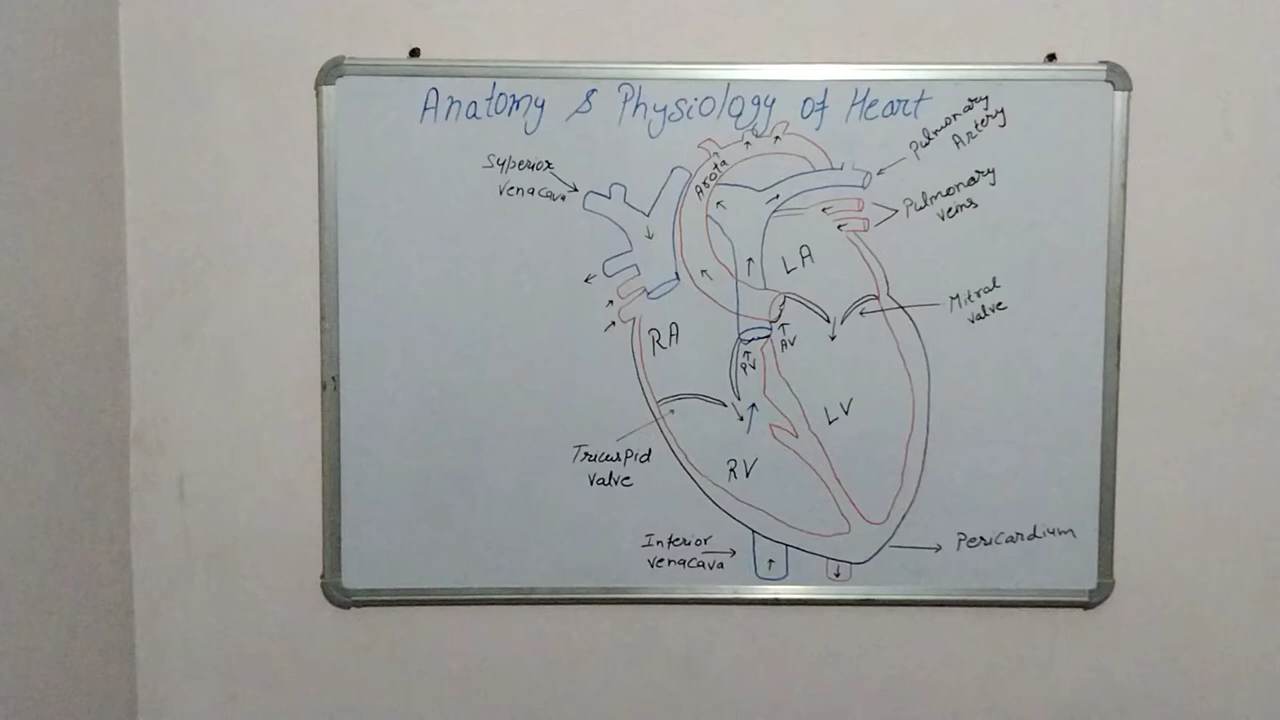 Anatomy & Physiology of Heart
Superior
Venacava
Arota
Pulmonary
Artery
Pulmonary
veins
LA
Mitral
valve
RA
AV
PV
LV
Tricuspid
valve
RV
Inferior
venacava
Pericardium